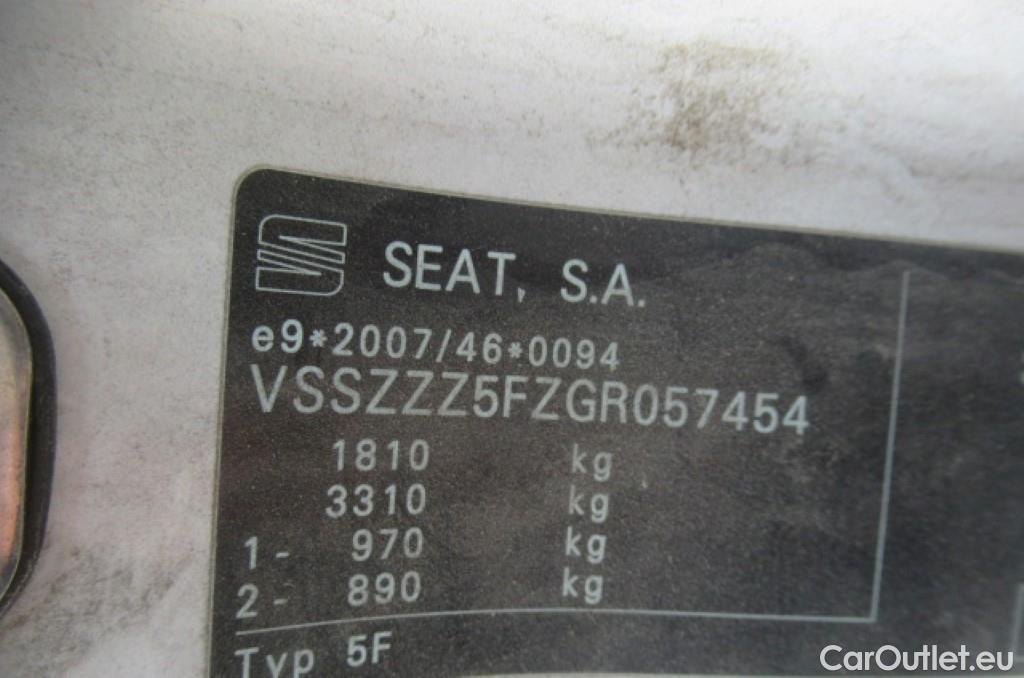 SEAT, S.A.
e9*2007/46*0094
VSSZZZ5FZGR057454
1810 kg
3310 kg
1- 970 kg
2- 890 kg
Typ 5F
CarOutlet.eu